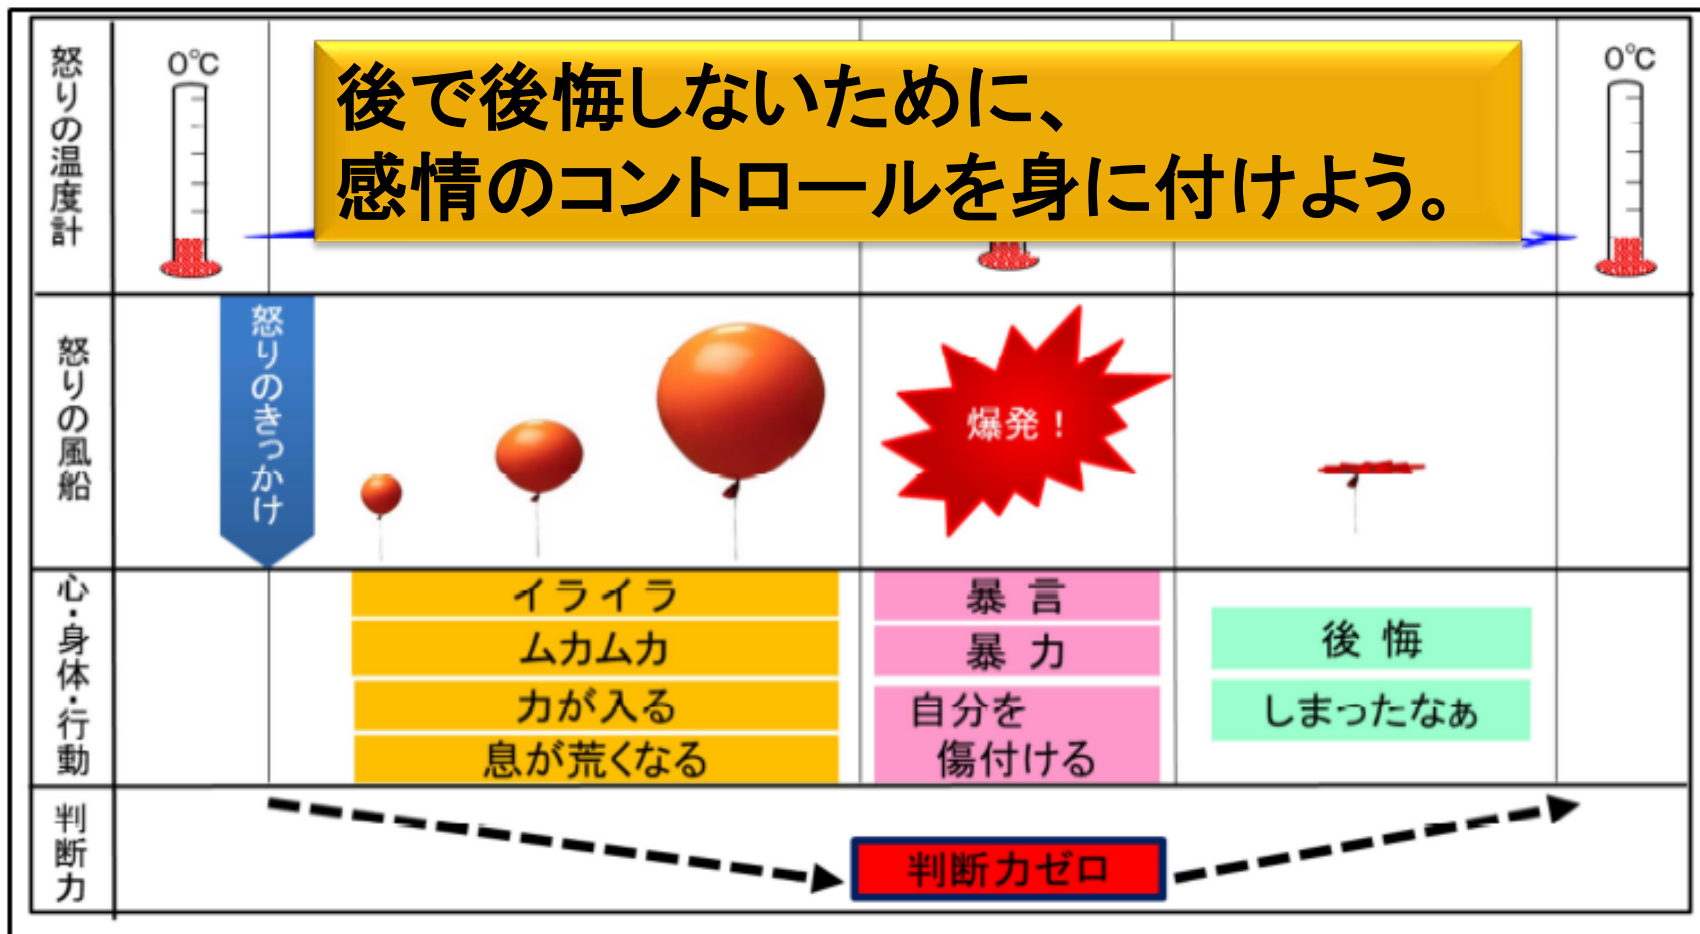 怒りの温度計
0℃
後で後悔しないために、
感情のコントロールを身に付けよう。
0℃
怒りの風船
怒りのきっかけ
爆発！
心・身体・行動
イライラ
ムカムカ
力が入る
息が荒くなる
暴 言
暴 力
自分を
傷付ける
後 悔
しまったなぁ
判断力
判断力ゼロ